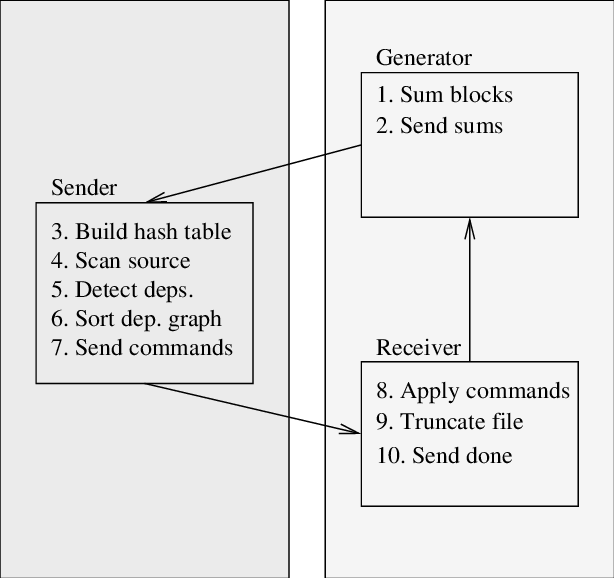 Generator
1. Sum blocks
2. Send sums
Sender
3. Build hash table
4. Scan source
5. Detect deps.
6. Sort dep. graph
7. Send commands
Receiver
8. Apply commands
9. Truncate file
10. Send done